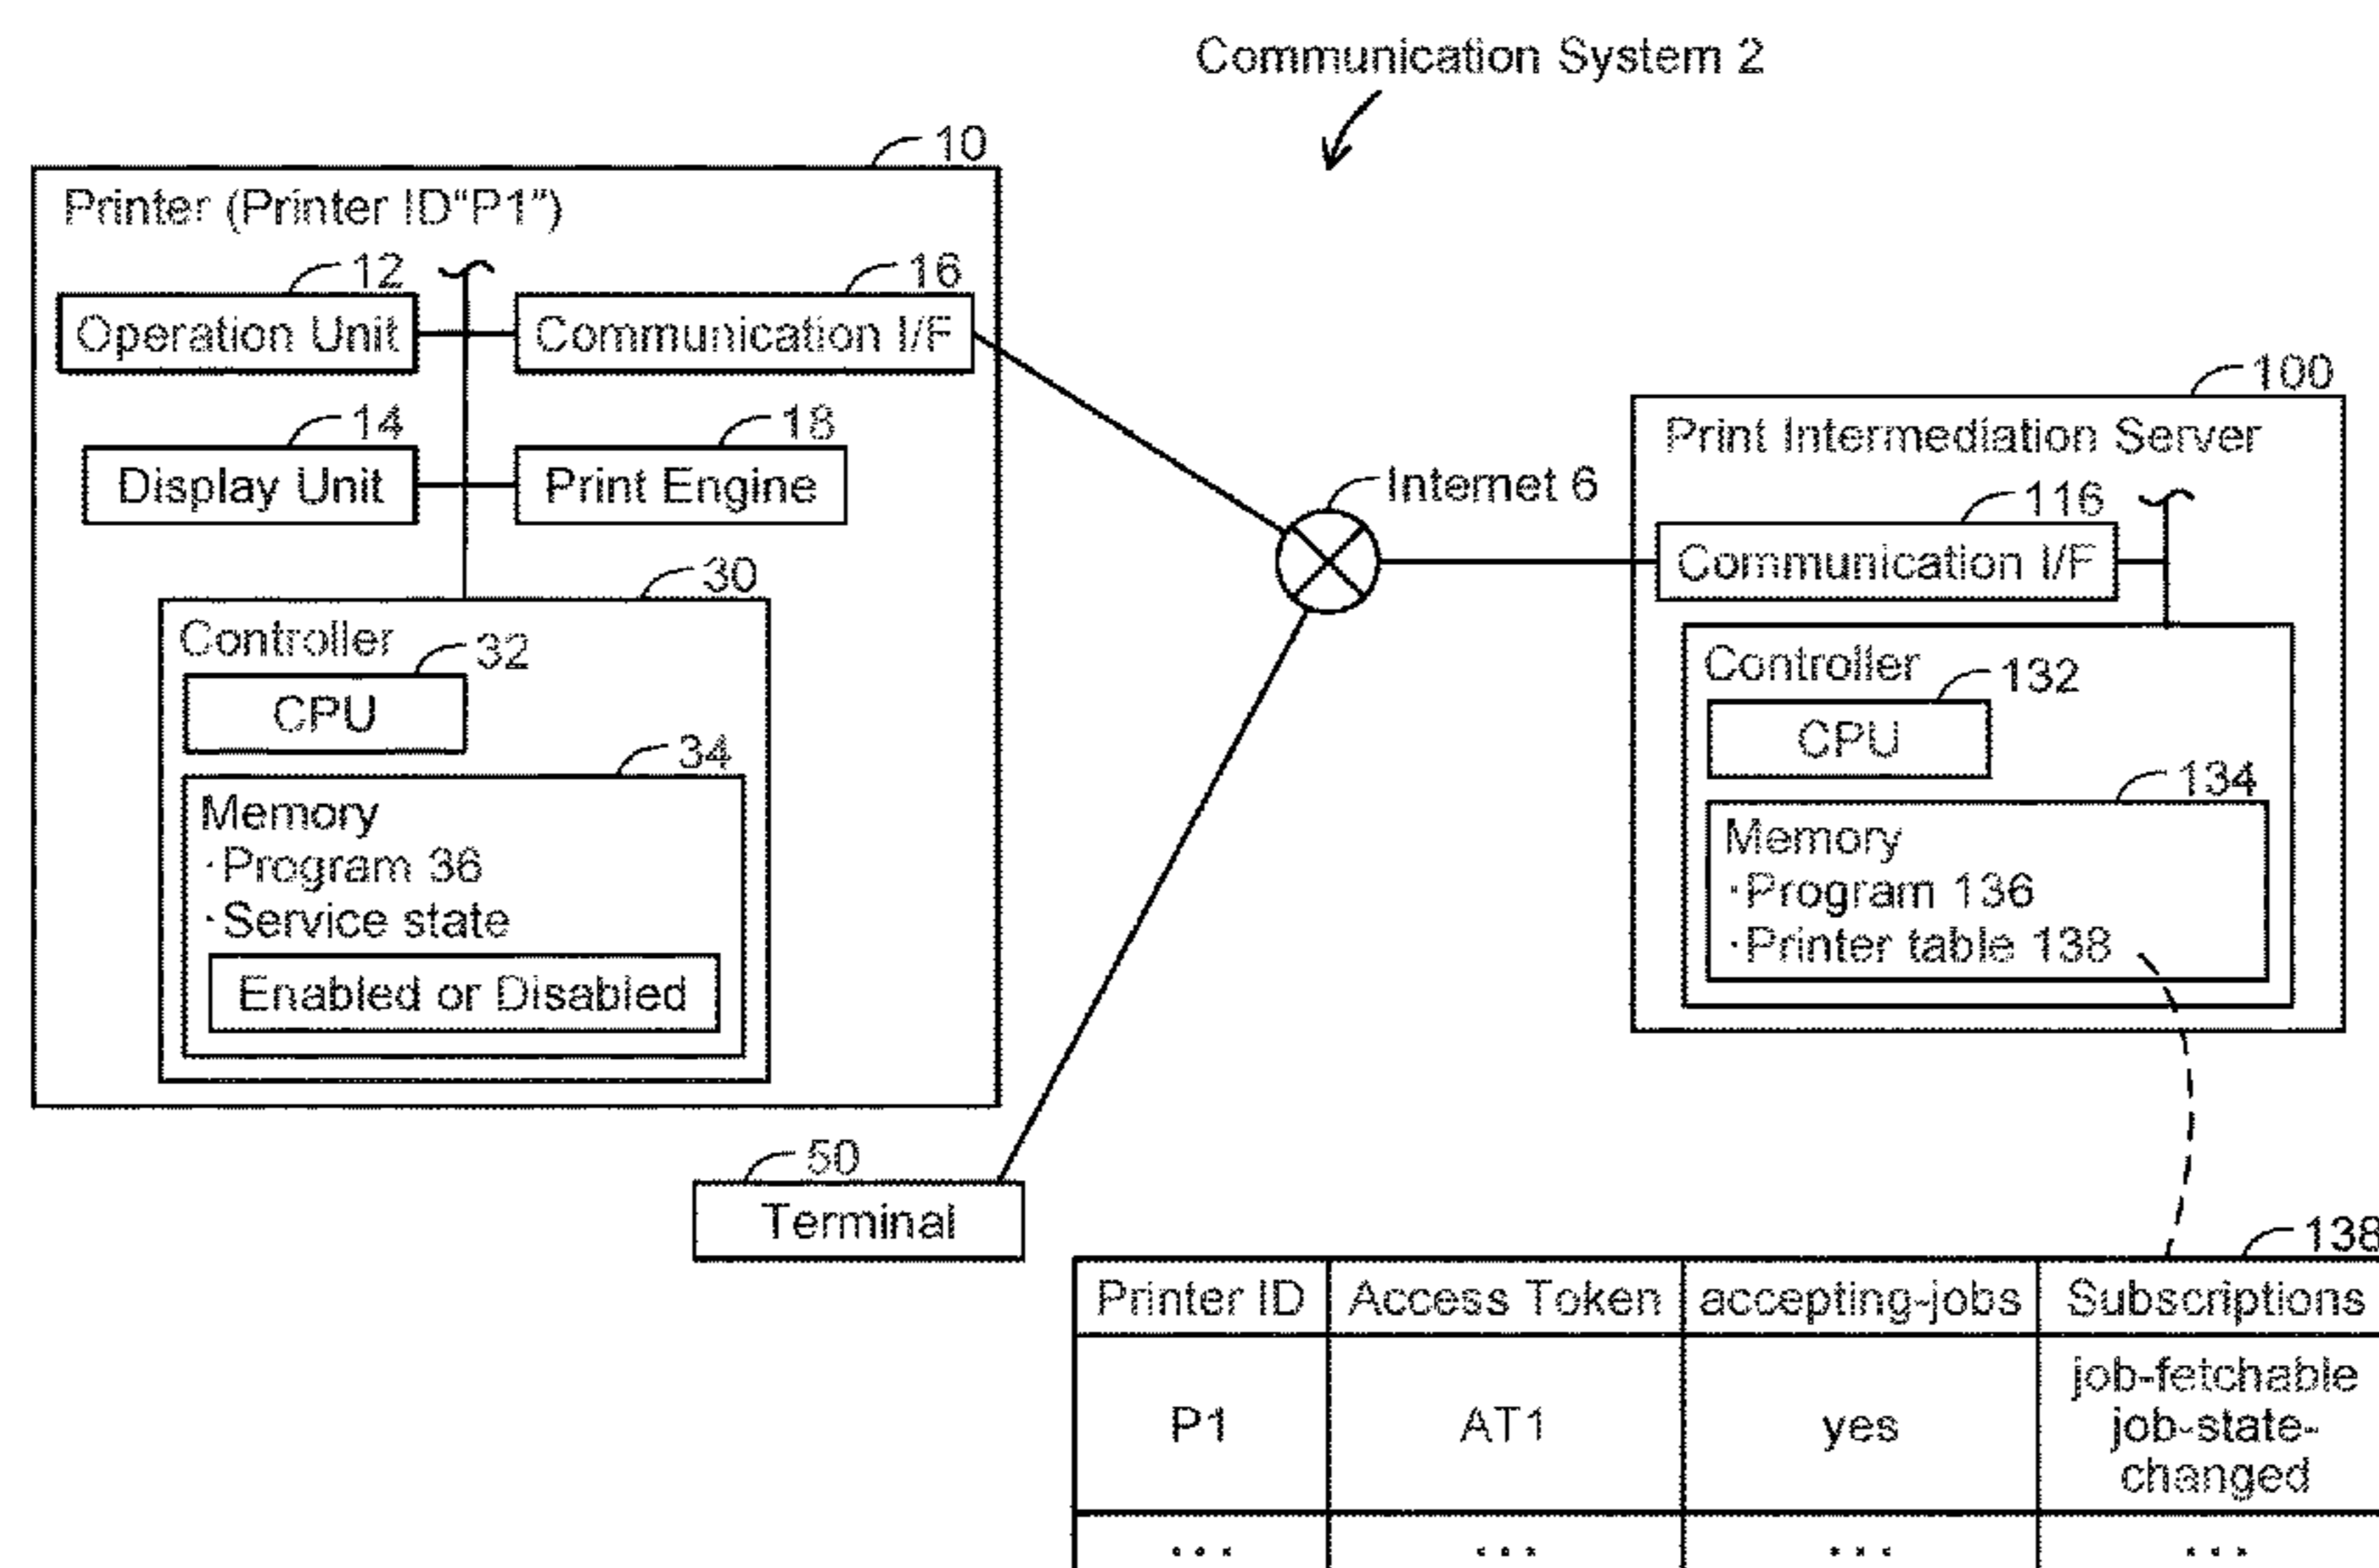 Communication System 2
10
Printer (Printer ID“P1”)
12
16
Operation Unit
Communication I/F
14
18
Display Unit
Print Engine
30
Controller
32
CPU
34
Memory
·Program 36
·Service state
Enabled or Disabled
Internet 6
50
Terminal
100
Print Intermediation Server
116
Communication I/F
Controller
132
CPU
134
Memory
·Program 136
·Printer table 138
138
Printer ID Access Token accepting-jobs Subscriptions
P1 AT1 yes job-fetchable
job-state-
changed
... ... ... ...